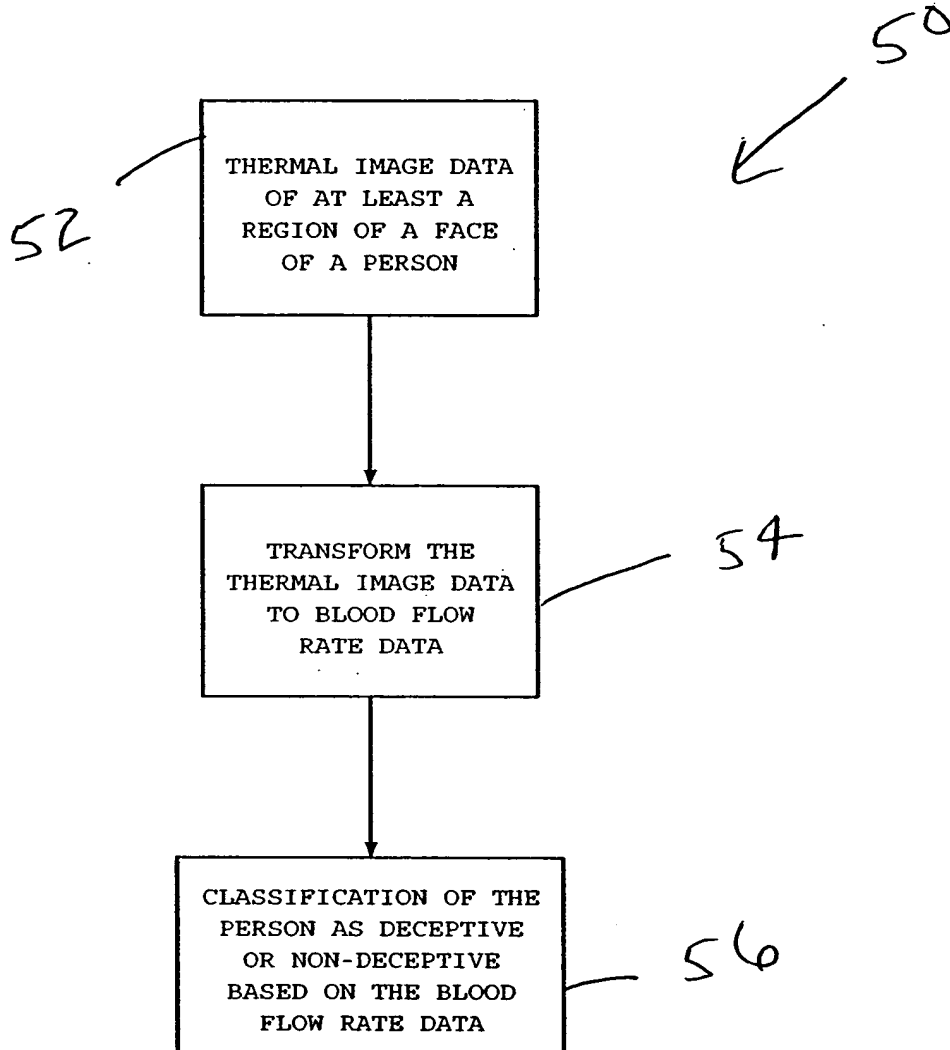 50
THERMAL IMAGE DATA
OF AT LEAST A
REGION OF A FACE
OF A PERSON
52
TRANSFORM THE
THERMAL IMAGE DATA
TO BLOOD FLOW
RATE DATA
54
CLASSIFICATION OF THE
PERSON AS DECEPTIVE
OR NON-DECEPTIVE
BASED ON THE BLOOD
FLOW RATE DATA
56